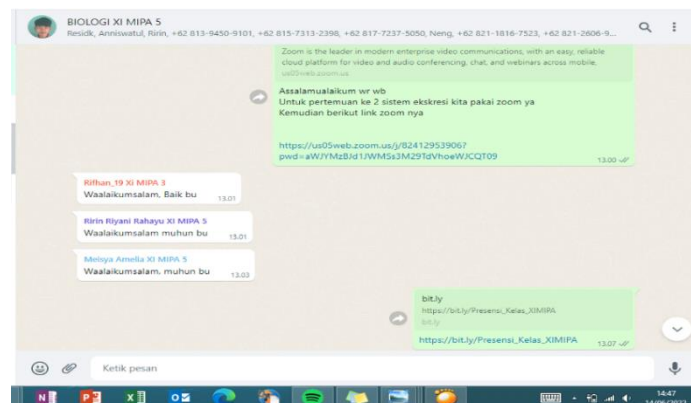 BIOLOGI XI MIPA 5
Residk, Anniswatul, Ririn, +62 813-9450-9101, +62 815-7313-2398, +62 817-7237-5050, Neng, +62 821-1816-7523, +62 821-2606-9...
Zoom is the leader in modern enterprise video communications, with an easy, reliable
cloud platform for video and audio conferencing, chat, and webinars across mobile,
us05web.zoom.us
Assalamualaikum wr wb
Untuk pertemuan ke 2 sistem ekskresi kita pakai zoom ya
Kemudian berikut link zoom nya
https://us05web.zoom.us/j/82412953906?
pwd=aWJYMzBJd1JWMSs3M29TdVhoeWJCQT09
13.00
Rifhan_19 XI MIPA 3
Waalaikumsalam, Baik bu
13.01
Ririn Riyani Rahayu XI MIPA 5
Waalaikumsalam muhun bu
13.01
Meisya Amelia XI MIPA 5
Waalaikumsalam, muhun bu
13.03
bit.ly
https://bit.ly/Presensi_Kelas_XIMIPA
bit.ly
https://bit.ly/Presensi_Kelas_XIMIPA
13.07
Ketik pesan
14:47
14/06/2022